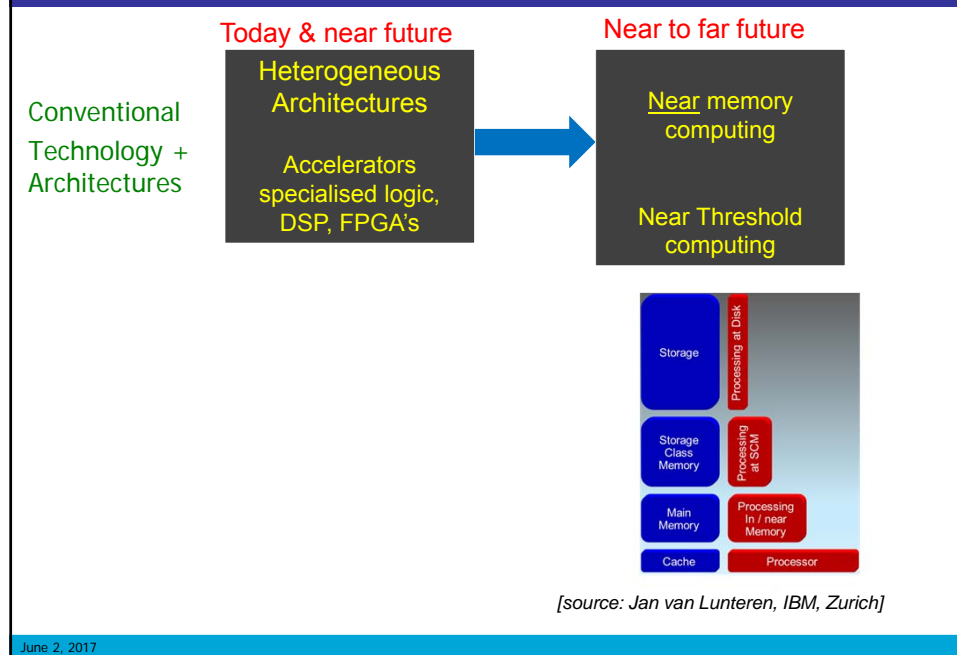 Today & near future
Near to far future
Conventional
Technology +
Architectures
Heterogeneous
Architectures
Accelerators
specialised logic,
DSP, FPGA's
Near memory
computing
Near Threshold
computing
Storage
Processing at Disk
Storage
Class
Memory
Processing
at SCM
Main
Memory
Processing
In / near
Memory
Cache
Processor
[source: Jan van Lunteren, IBM, Zurich]
June 2, 2017